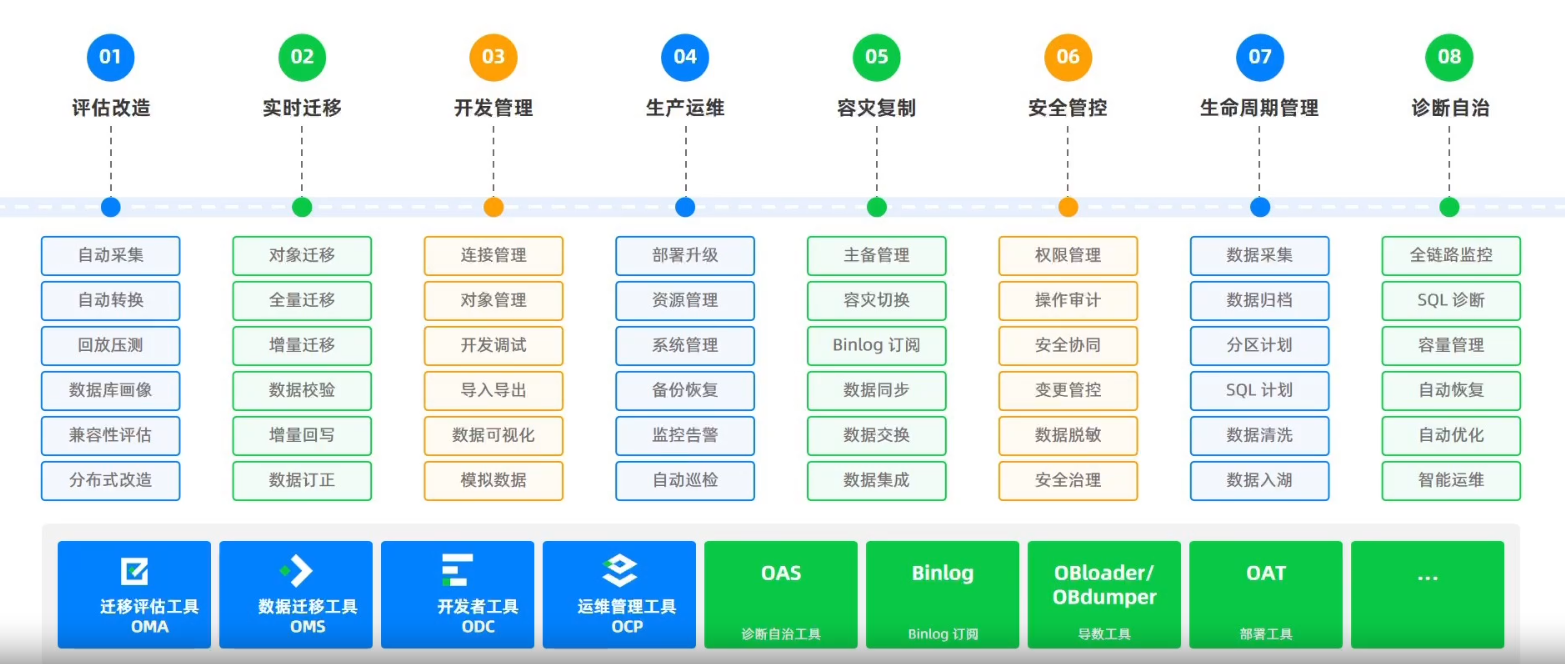 01 02 03 04 05 06 07 08
评估改造 实时迁移 开发管理 生产运维 容灾复制 安全管控 生命周期管理 诊断自治
自动采集 对象迁移 连接管理 部署升级 主备管理 权限管理 数据采集 全链路监控
自动转换 全量迁移 对象管理 资源管理 容灾切换 操作审计 数据归档 SQL 诊断
回放压测 增量迁移 开发调试 系统管理 Binlog 订阅 安全协同 分区计划 容量管理
数据库画像 数据校验 导入导出 备份恢复 数据同步 变更管控 SQL 计划 自动恢复
兼容性评估 增量回写 数据可视化 监控告警 数据交换 数据脱敏 数据清洗 自动优化
分布式改造 数据订正 模拟数据 自动巡检 数据集成 安全治理 数据入湖 智能运维
迁移评估工具
OMA
数据迁移工具
OMS
开发者工具
ODC
运维管理工具
OCP
OAS
诊断自治工具
Binlog
Binlog 订阅
OBloader/
OBdumper
导数工具
OAT
部署工具
...